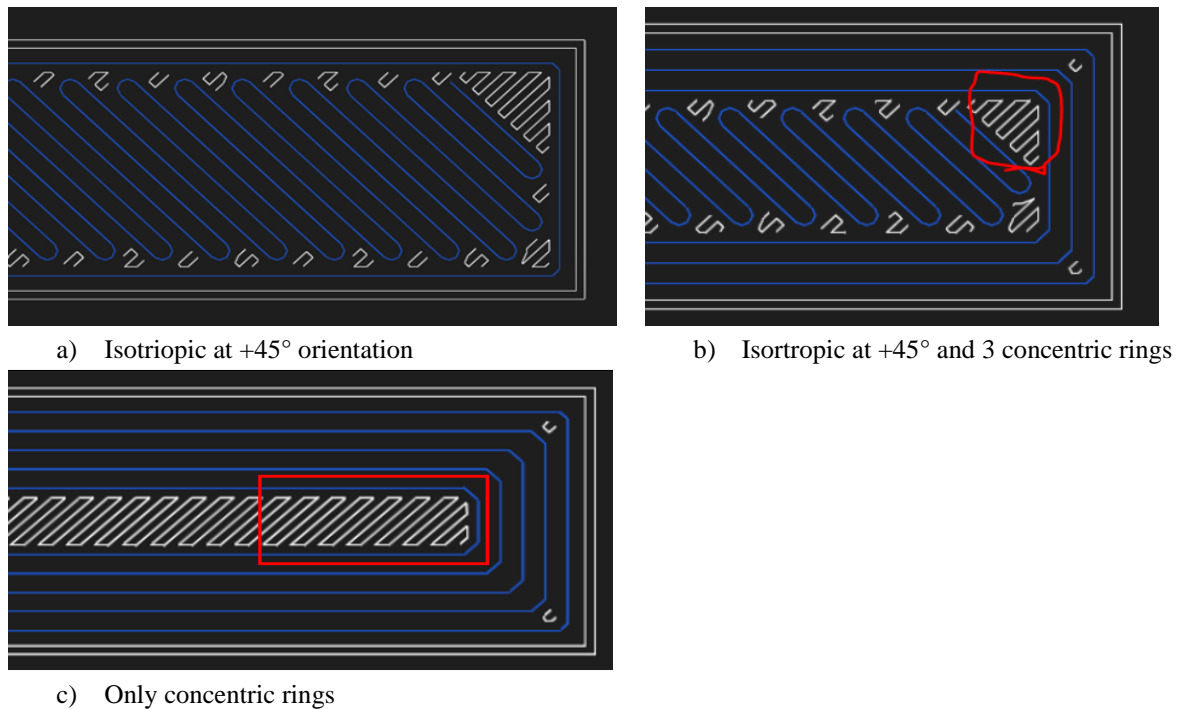 a) Isotriopic at +45° orientation
b) Isortropic at +45° and 3 concentric rings
c) Only concentric rings